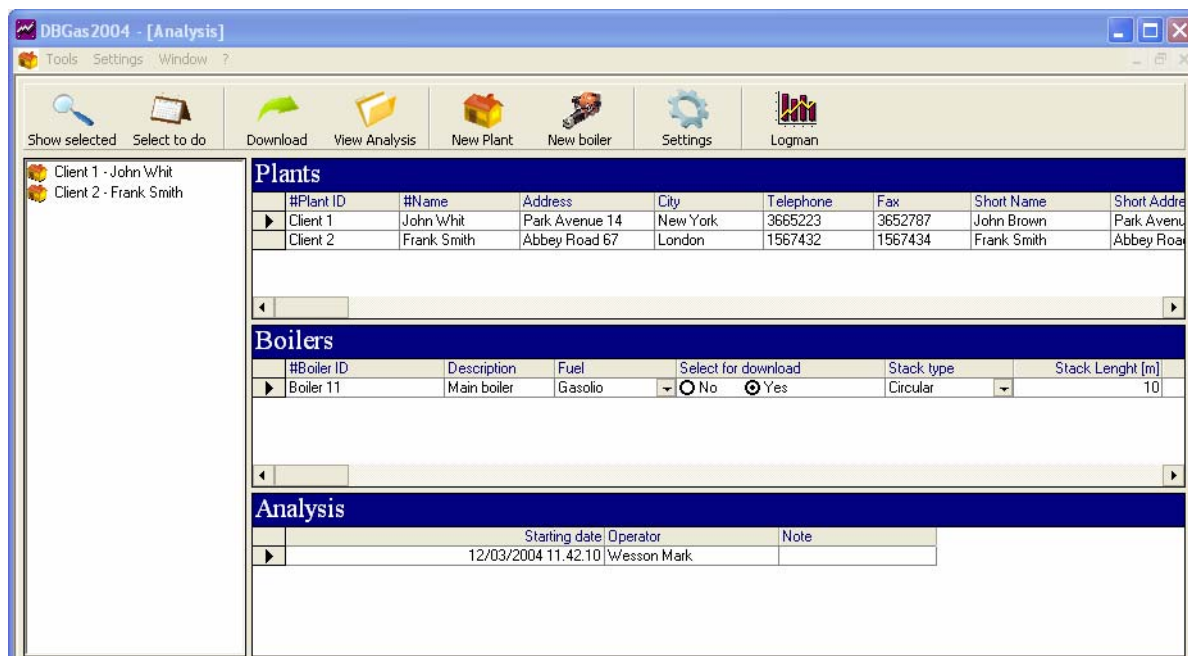 DBGas2004 - [Analysis]
Tools Settings Window ?
Show selected Select to do Download View Analysis New Plant New boiler Settings Logman
Client 1 - John Whit
Client 2 - Frank Smith
Plants
#Plant ID #Name Address City Telephone Fax Short Name Short Addre
Client 1 John Whit Park Avenue 14 New York 3665223 3652787 John Brown Park Avenu
Client 2 Frank Smith Abbey Road 67 London 1567432 1567434 Frank Smith Abbey Roa
Boilers
#Boiler ID Description Fuel Select for download Stack type Stack Lenght [m]
Boiler 11 Main boiler Gasolio No Yes Circular 10
Analysis
Starting date Operator Note
12/03/2004 11.42.10 Wesson Mark